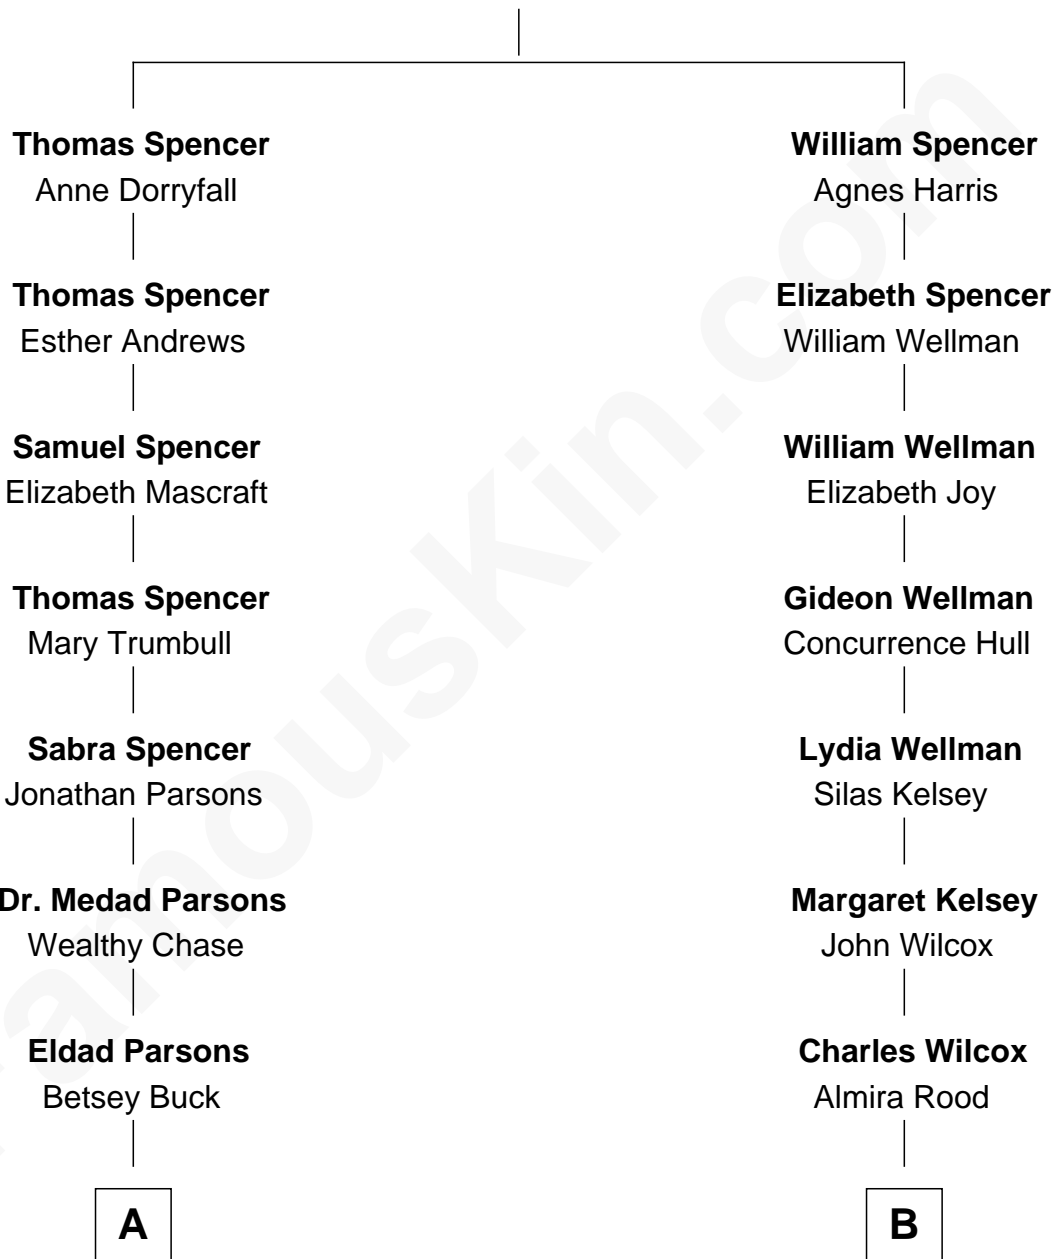 Thomas Spencer
Anne Dorryfall
Thomas Spencer
Esther Andrews
Samuel Spencer
Elizabeth Mascraft
Thomas Spencer
Mary Trumbull
Sabra Spencer
Jonathan Parsons
Dr. Medad Parsons
Wealthy Chase
Eldad Parsons
Betsey Buck
A
William Spencer
Agnes Harris
Elizabeth Spencer
William Wellman
William Wellman
Elizabeth Joy
Gideon Wellman
Concurrence Hull
Lydia Wellman
Silas Kelsey
Margaret Kelsey
John Wilcox
Charles Wilcox
Almira Rood
B
FamousKin.com